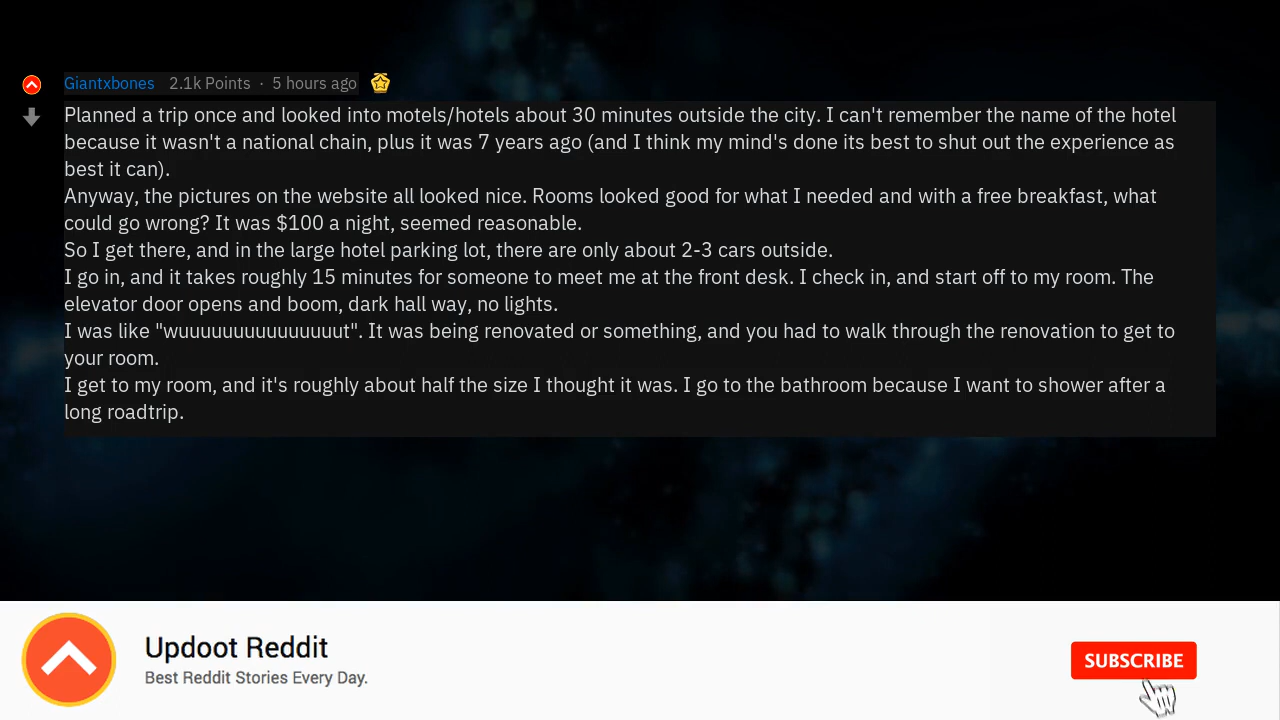 Giantxbones 2.1k Points · 5 hours ago
Planned a trip once and looked into motels/hotels about 30 minutes outside the city. I can't remember the name of the hotel
because it wasn't a national chain, plus it was 7 years ago (and I think my mind's done its best to shut out the experience as
best it can).
Anyway, the pictures on the website all looked nice. Rooms looked good for what I needed and with a free breakfast, what
could go wrong? It was $100 a night, seemed reasonable.
So I get there, and in the large hotel parking lot, there are only about 2-3 cars outside.
I go in, and it takes roughly 15 minutes for someone to meet me at the front desk. I check in, and start off to my room. The
elevator door opens and boom, dark hall way, no lights.
I was like "wuuuuuuuuuuuuuuut". It was being renovated or something, and you had to walk through the renovation to get to
your room.
I get to my room, and it's roughly about half the size I thought it was. I go to the bathroom because I want to shower after a
long roadtrip.
Updoot Reddit
Best Reddit Stories Every Day.
SUBSCRIBE